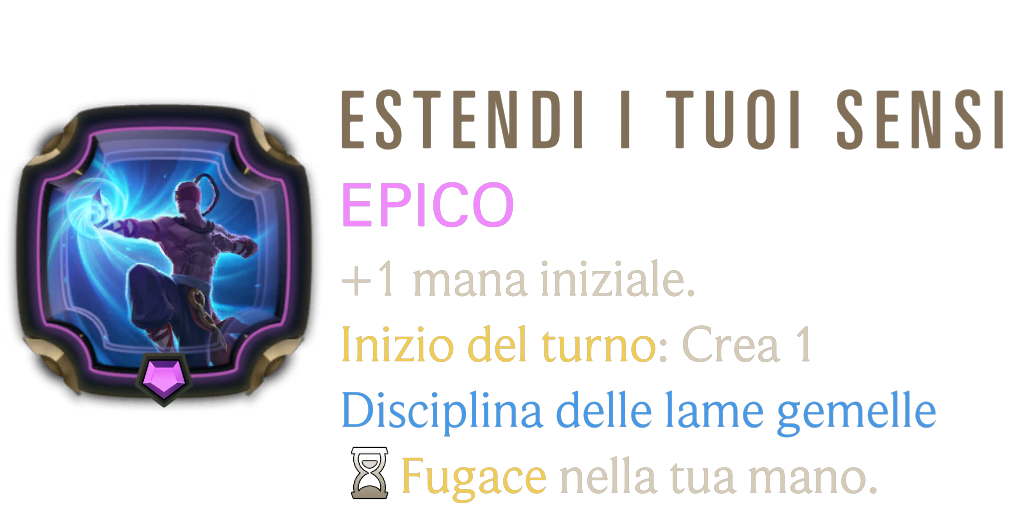 ESTENDI I TUOI SENSI
EPICO
+1 mana iniziale.
Inizio del turno: Crea 1
Disciplina delle lame gemelle
Fugace nella tua mano.